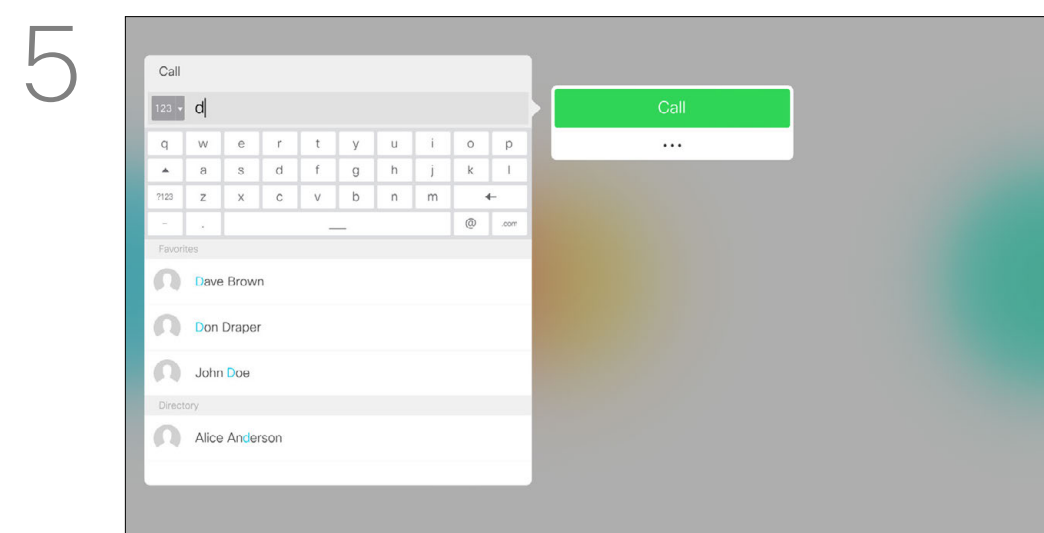 5
Call
123 d
Call
...
q w e r t y u i o p
a s d f g h j k l
?123 z x c v b n m
- . @ .com
Favorites
Dave Brown
Don Draper
John Doe
Directory
Alice Anderson